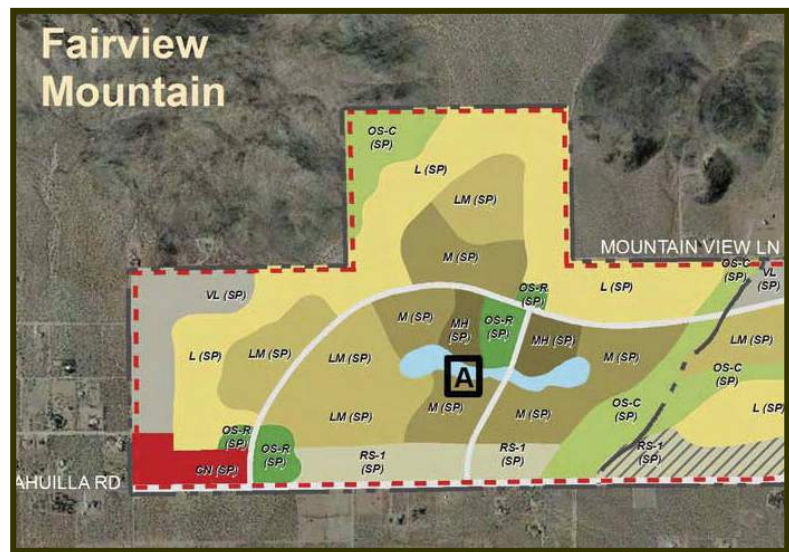 Fairview
Mountain
OS-C
(SP)
L (SP)
LM (SP)
MOUNTAIN VIEW LN
M (SP)
OS-C
(SP)
VL
(SP)
VL (SP)
OS-R
(SP)
L (SP)
M (SP)
MH
(SP)
OS-R
(SP)
MH (SP)
M (SP)
LM (SP)
L (SP)
LM (SP)
LM (SP)
OS-C
(SP)
A
OS-C
(SP)
LM (SP)
M (SP)
M (SP)
L (SP)
OS-R
(SP)
OS-R
(SP)
RS-1
(SP)
RS-1
(SP)
RS-1
(SP)
CN (SP)
AHUILLA RD